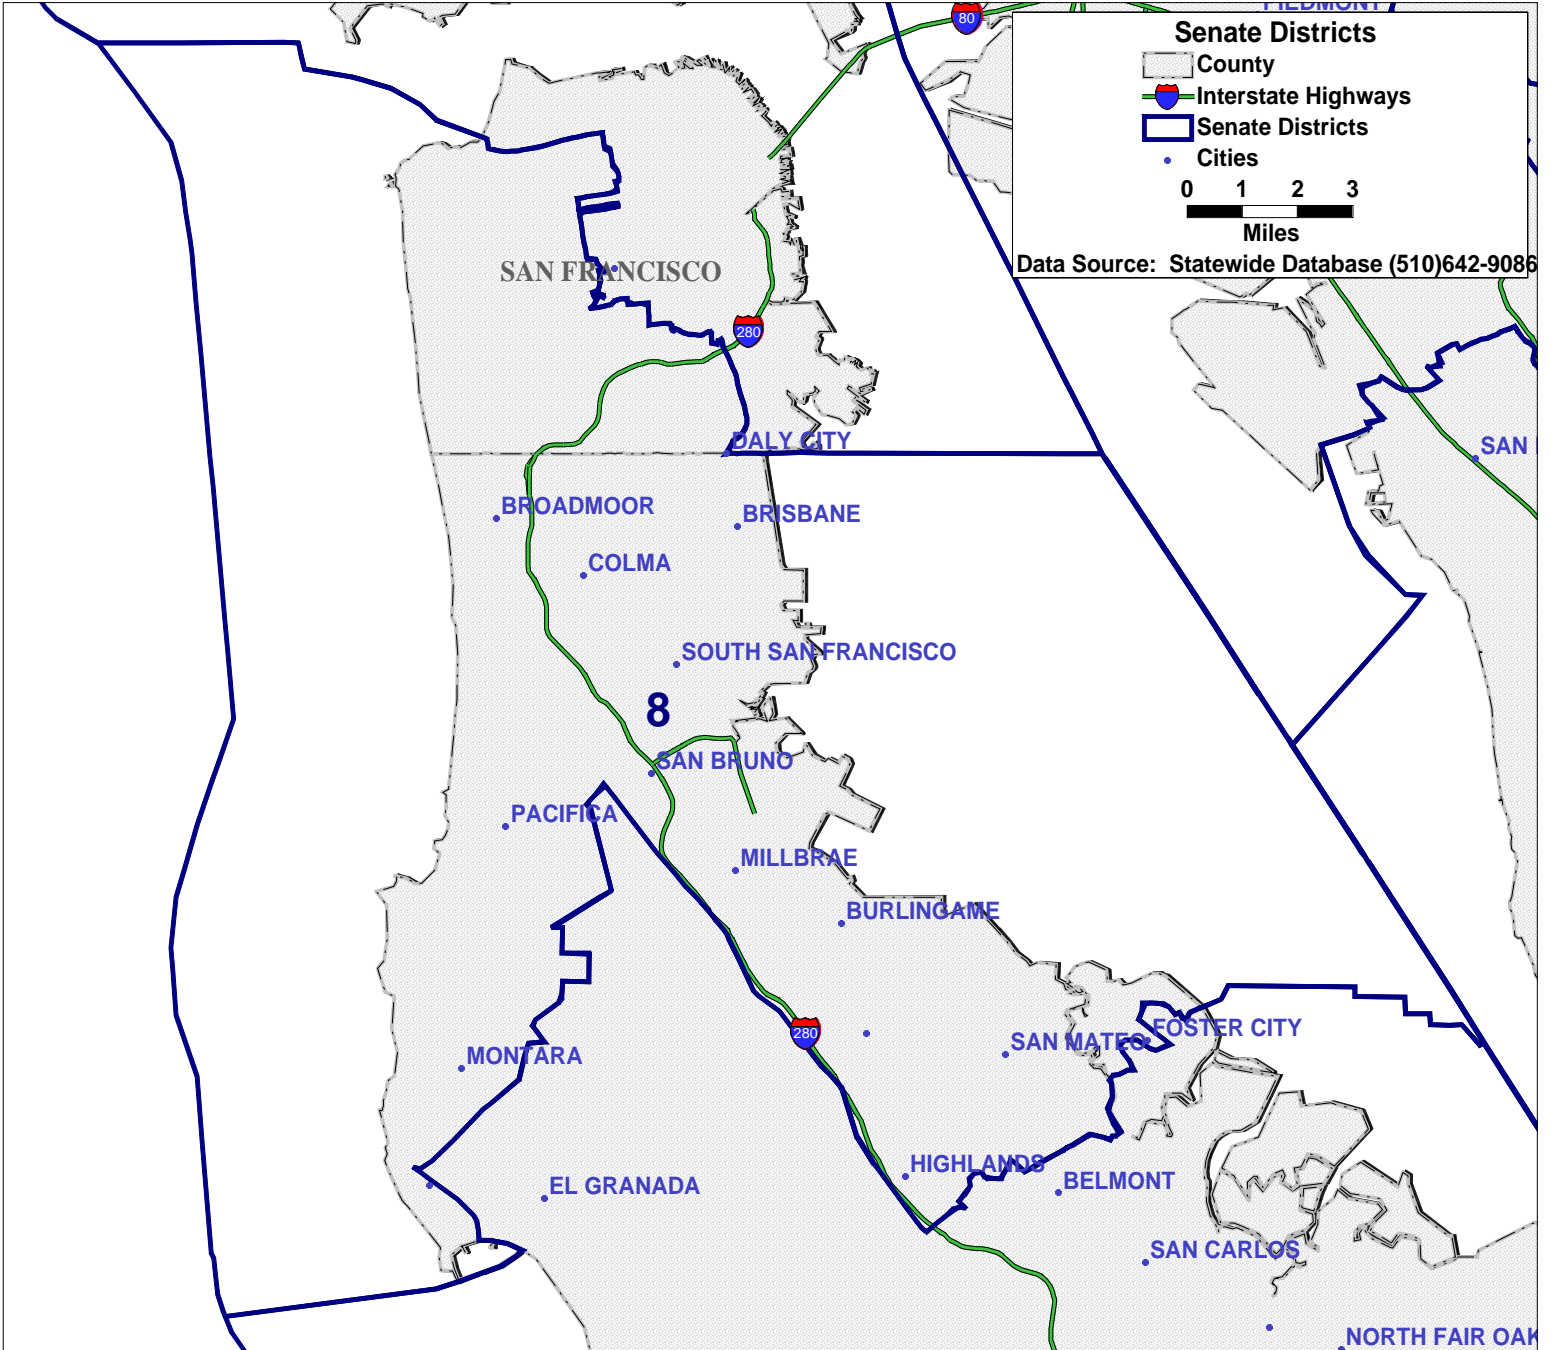 PIEDMONT
80
Senate Districts
County
Interstate Highways
Senate Districts
Cities
0 1 2 3
Miles
Data Source: Statewide Database (510)642-9086
SAN FRANCISCO
280
DALY CITY
SAN
BROADMOOR
BRISBANE
COLMA
SOUTH SAN FRANCISCO
8
SAN BRUNO
PACIFICA
MILLBRAE
BURLINGAME
280
SAN MATEO
FOSTER CITY
MONTARA
HIGHLANDS
BELMONT
EL GRANADA
SAN CARLOS
NORTH FAIR OAK